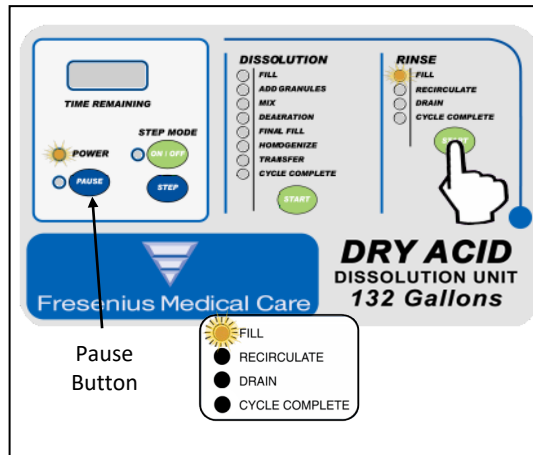 TIME REMAINING
POWER
PAUSE
STEP MODE
ON / OFF
STEP
DISSOLUTION
FILL
ADD GRANULES
MIX
DEAERATION
FINAL FILL
HOMOGENIZE
TRANSFER
CYCLE COMPLETE
START
RINSE
FILL
RECIRCULATE
DRAIN
CYCLE COMPLETE
START
Fresenius Medical Care
DRY ACID
DISSOLUTION UNIT
132 Gallons
Pause
Button
FILL
RECIRCULATE
DRAIN
CYCLE COMPLETE